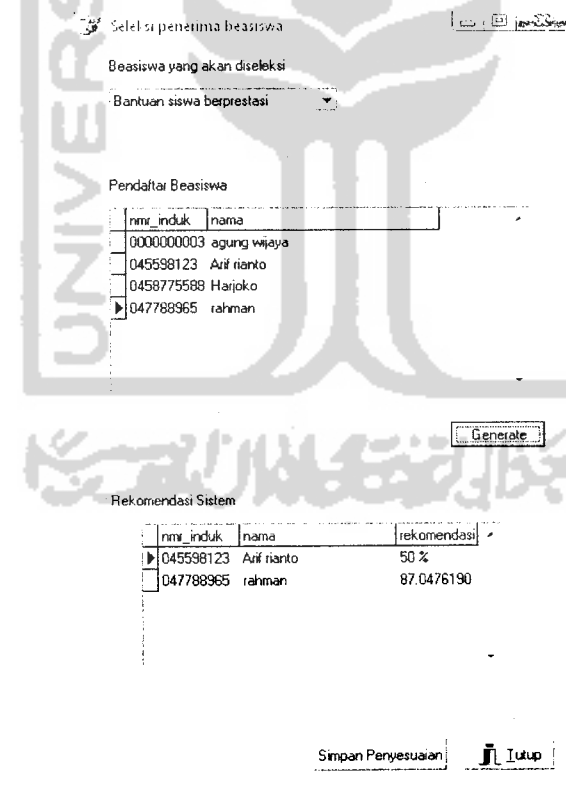 Seleksi penerima beasiswa
Beasiswa yang akan diseleksi
Bantuan siswa berprestasi
Pendaftar Beasiswa
nmr_induk nama
0000000003 agung wijaya
045598123 Arif rianto
0458775588 Harjoko
047788965 rahman
Generate
Rekomendasi Sistem
nmr_induk nama rekomendasi
045598123 Arif rianto 50 %
047788965 rahman 87.0476190
Simpan Penyesuaian Tutup
UNIVERS